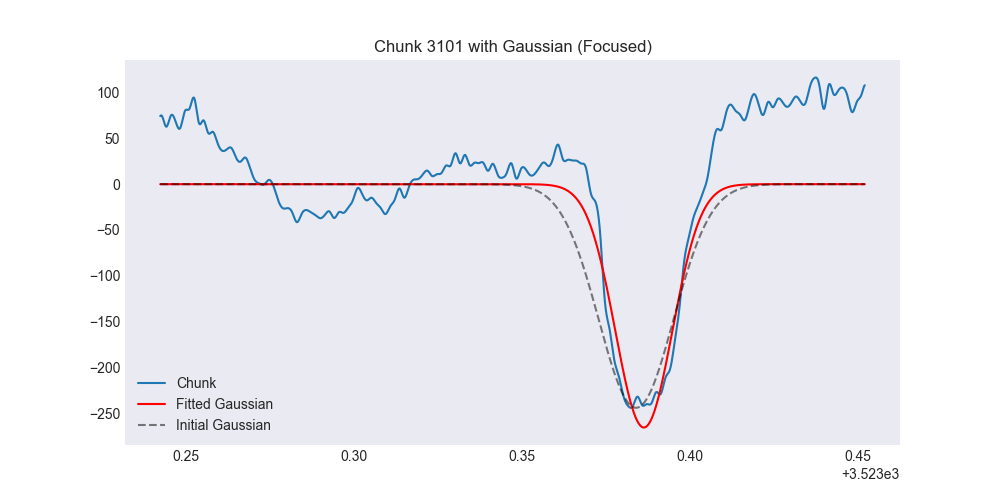 Chunk 3101 with Gaussian (Focused)
100
50
0
−50
−100
−150
−200
−250
Chunk
Fitted Gaussian
Initial Gaussian
0.25 0.30 0.35 0.40 0.45
+3.523e3